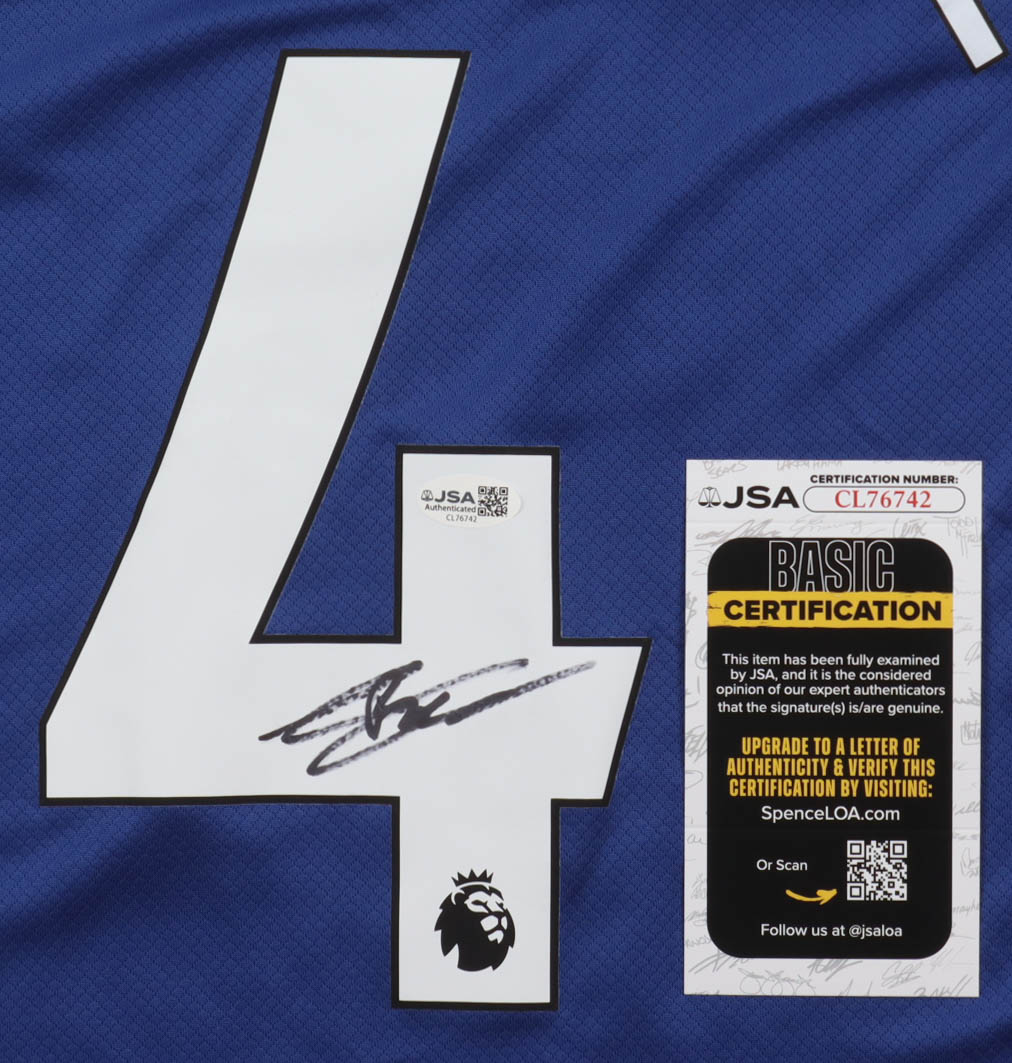 4
JSA
Authenticated
CL76742
JSA
CERTIFICATION NUMBER:
CL76742
BASIC
CERTIFICATION
This item has been fully examined
by JSA, and it is the considered
opinion of our expert authenticators
that the signature(s) is/are genuine.
UPGRADE TO A LETTER OF
AUTHENTICITY & VERIFY THIS
CERTIFICATION BY VISITING:
SpenceLOA.com
Or Scan
Follow us at @jsaloa